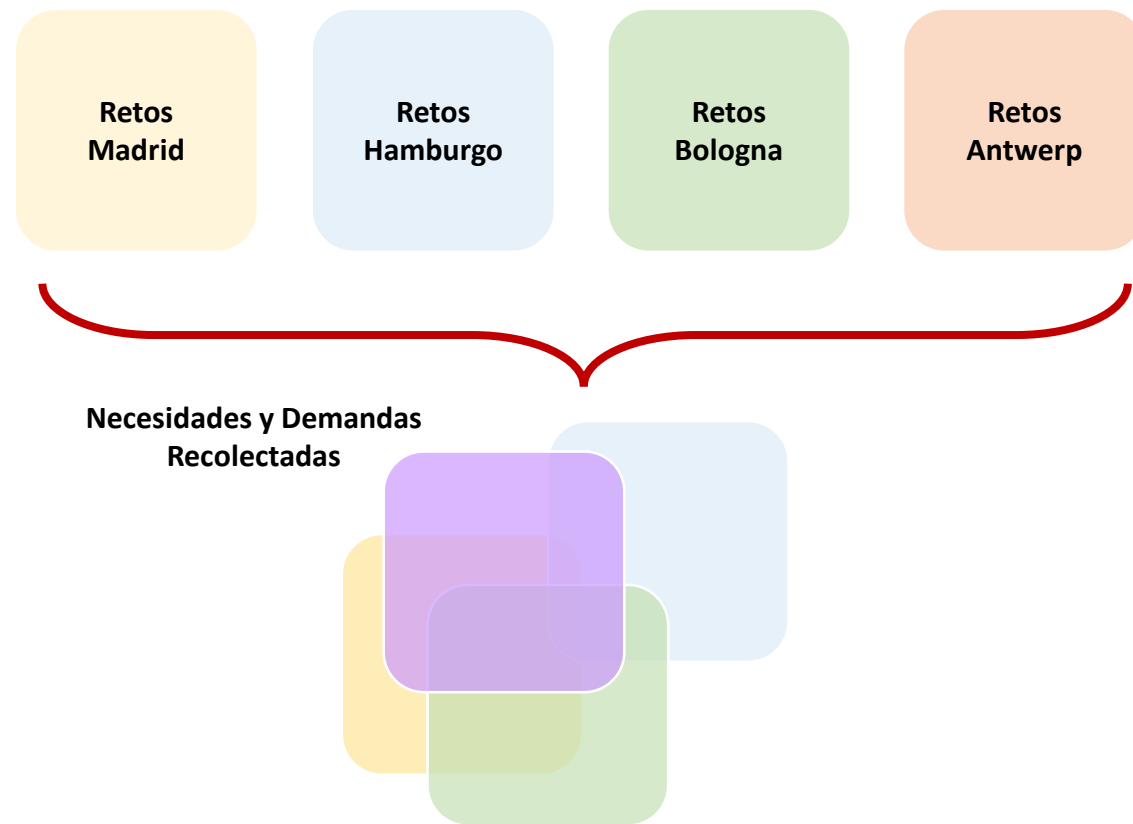 Retos
Madrid
Retos
Hamburgo
Retos
Bologna
Retos
Antwerp
Necesidades y Demandas
Recolectadas